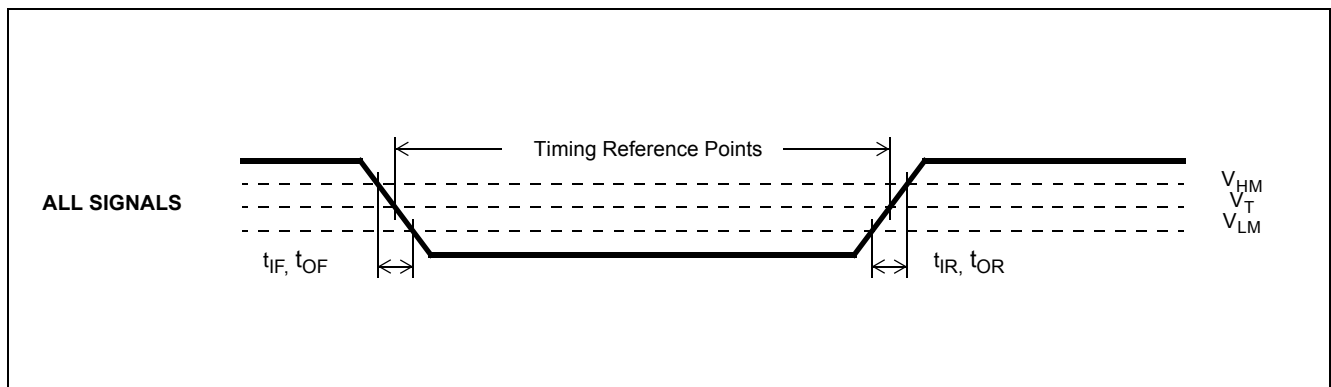 Timing Reference Points
V_HM
ALL SIGNALS
V_T
V_LM
t_IF, t_OF
t_IR, t_OR